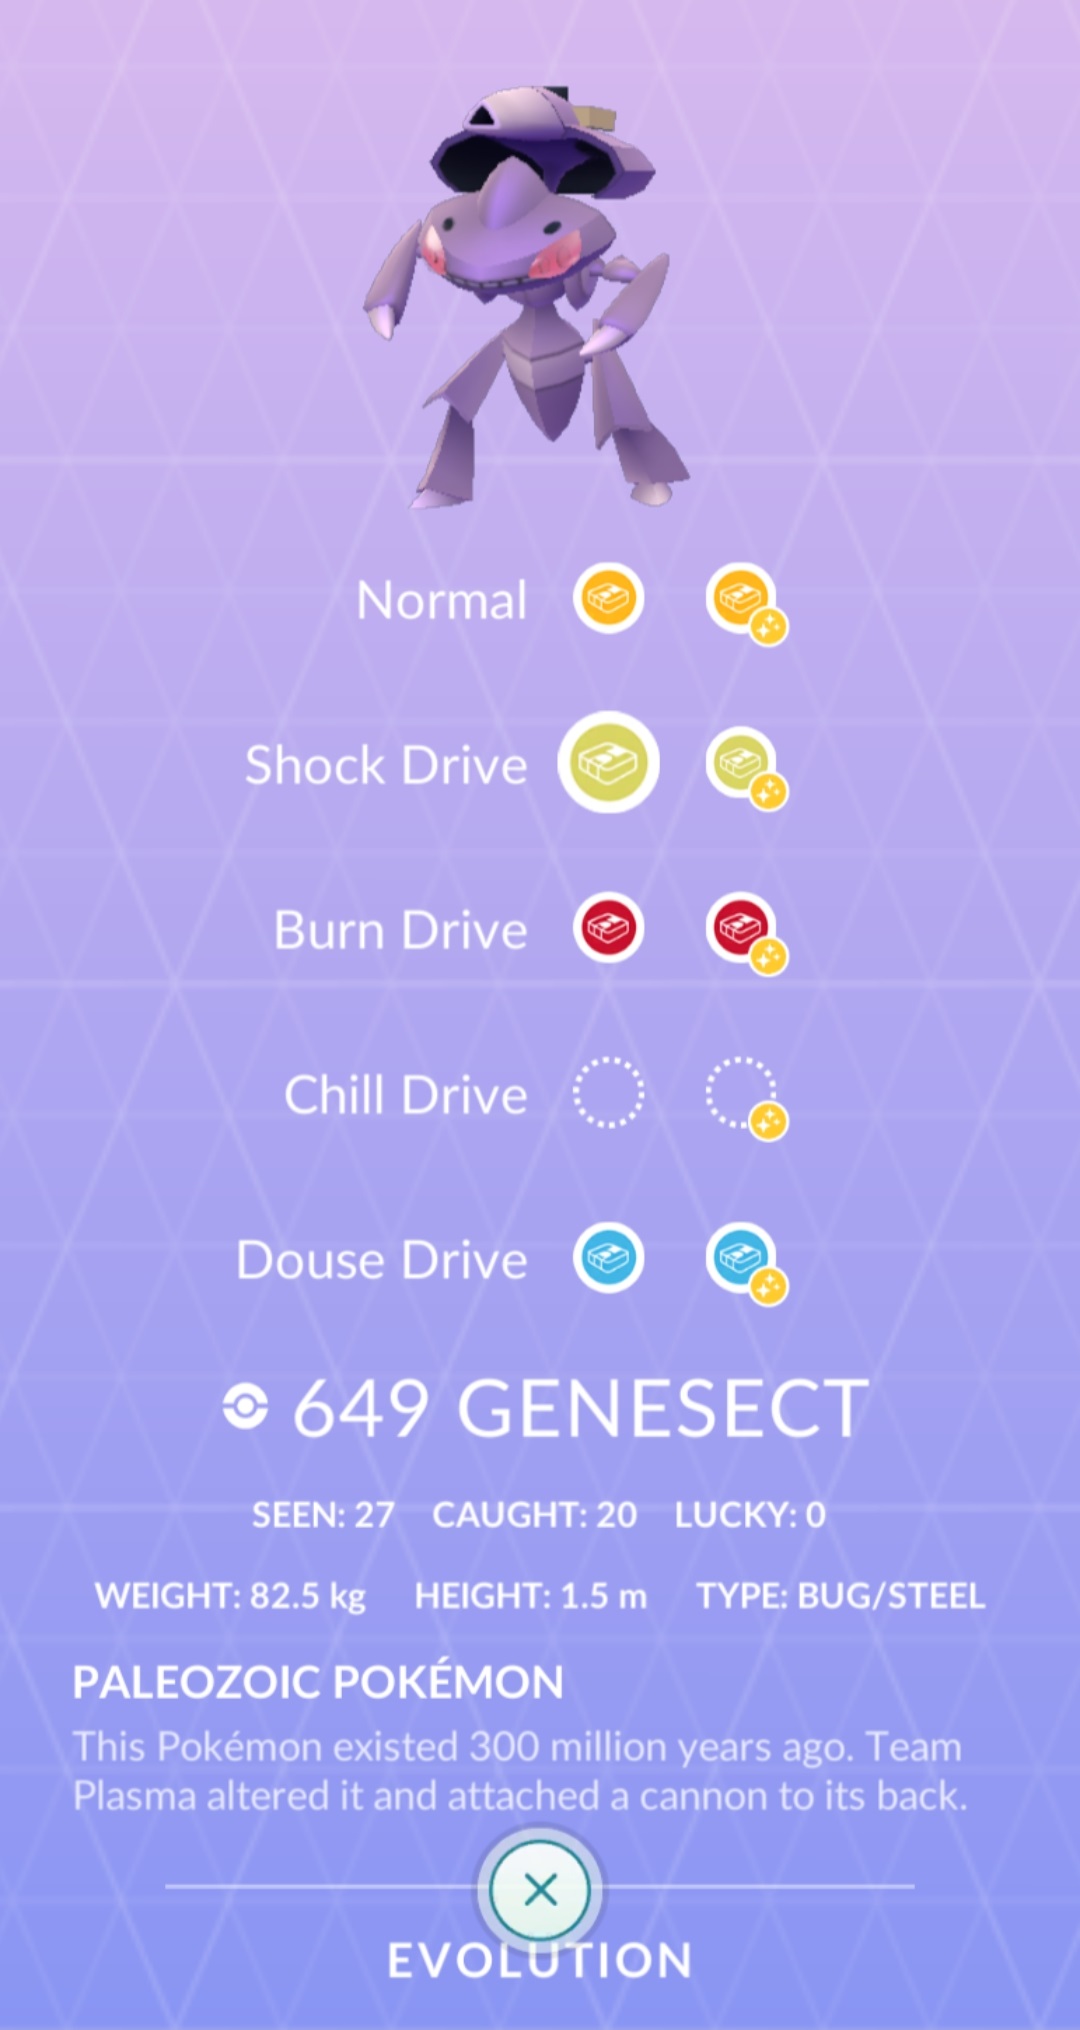 Normal
Shock Drive
Burn Drive
Chill Drive
Douse Drive
649 GENESECT
SEEN: 27 CAUGHT: 20 LUCKY: 0
WEIGHT: 82.5 kg HEIGHT: 1.5 m TYPE: BUG/STEEL
PALEOZOIC POKÉMON
This Pokémon existed 300 million years ago. Team
Plasma altered it and attached a cannon to its back.
EVOLUTION